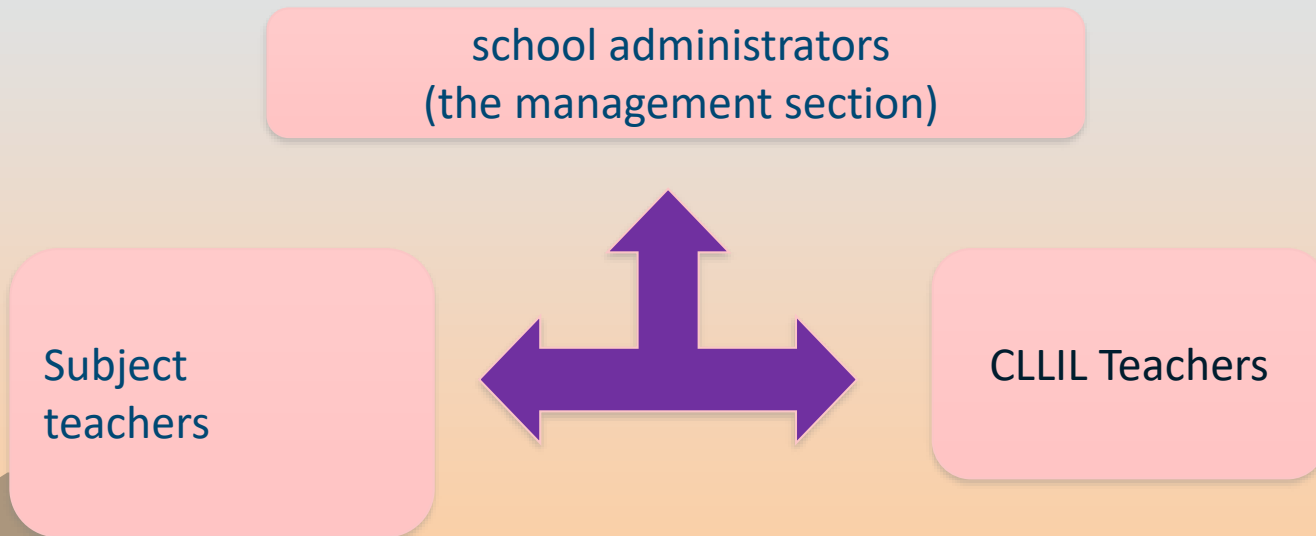 school administrators
(the management section)
Subject
teachers
CLLIL Teachers